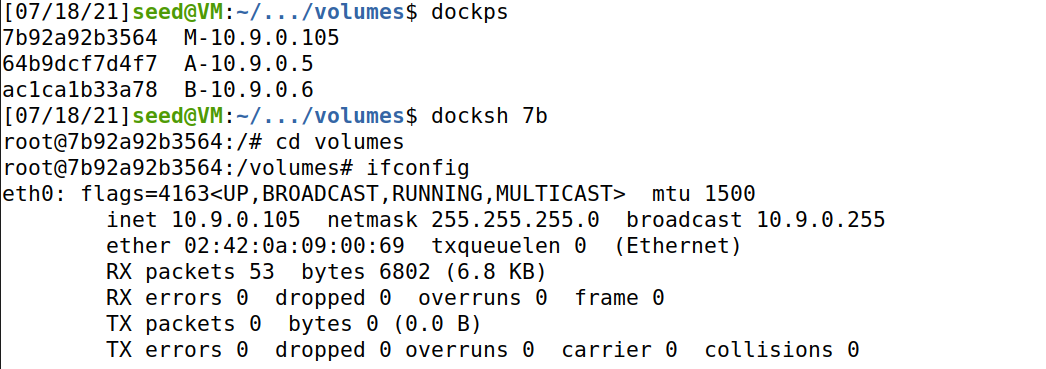 [07/18/21]seed@VM:~/.../volumes$ dockps
7b92a92b3564  M-10.9.0.105
64b9dcf7d4f7  A-10.9.0.5
ac1ca1b33a78  B-10.9.0.6
[07/18/21]seed@VM:~/.../volumes$ docksh 7b
root@7b92a92b3564:/# cd volumes
root@7b92a92b3564:/volumes# ifconfig
eth0: flags=4163<UP,BROADCAST,RUNNING,MULTICAST>  mtu 1500
        inet 10.9.0.105  netmask 255.255.255.0  broadcast 10.9.0.255
        ether 02:42:0a:09:00:69  txqueuelen 0  (Ethernet)
        RX packets 53  bytes 6802 (6.8 KB)
        RX errors 0  dropped 0  overruns 0  frame 0
        TX packets 0  bytes 0 (0.0 B)
        TX errors 0  dropped 0 overruns 0  carrier 0  collisions 0